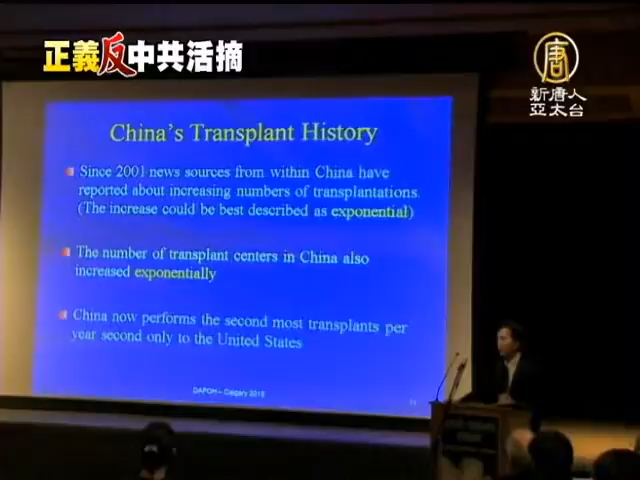 正義反中共活摘
唐
新唐人
亞太台
China's Transplant History
Since 2001 news sources from within China have
reported about increasing numbers of transplantations.
(The increase could be best described as exponential)
The number of transplant centers in China also
increased exponentially
China now performs the second most transplants per
year second only to the United States